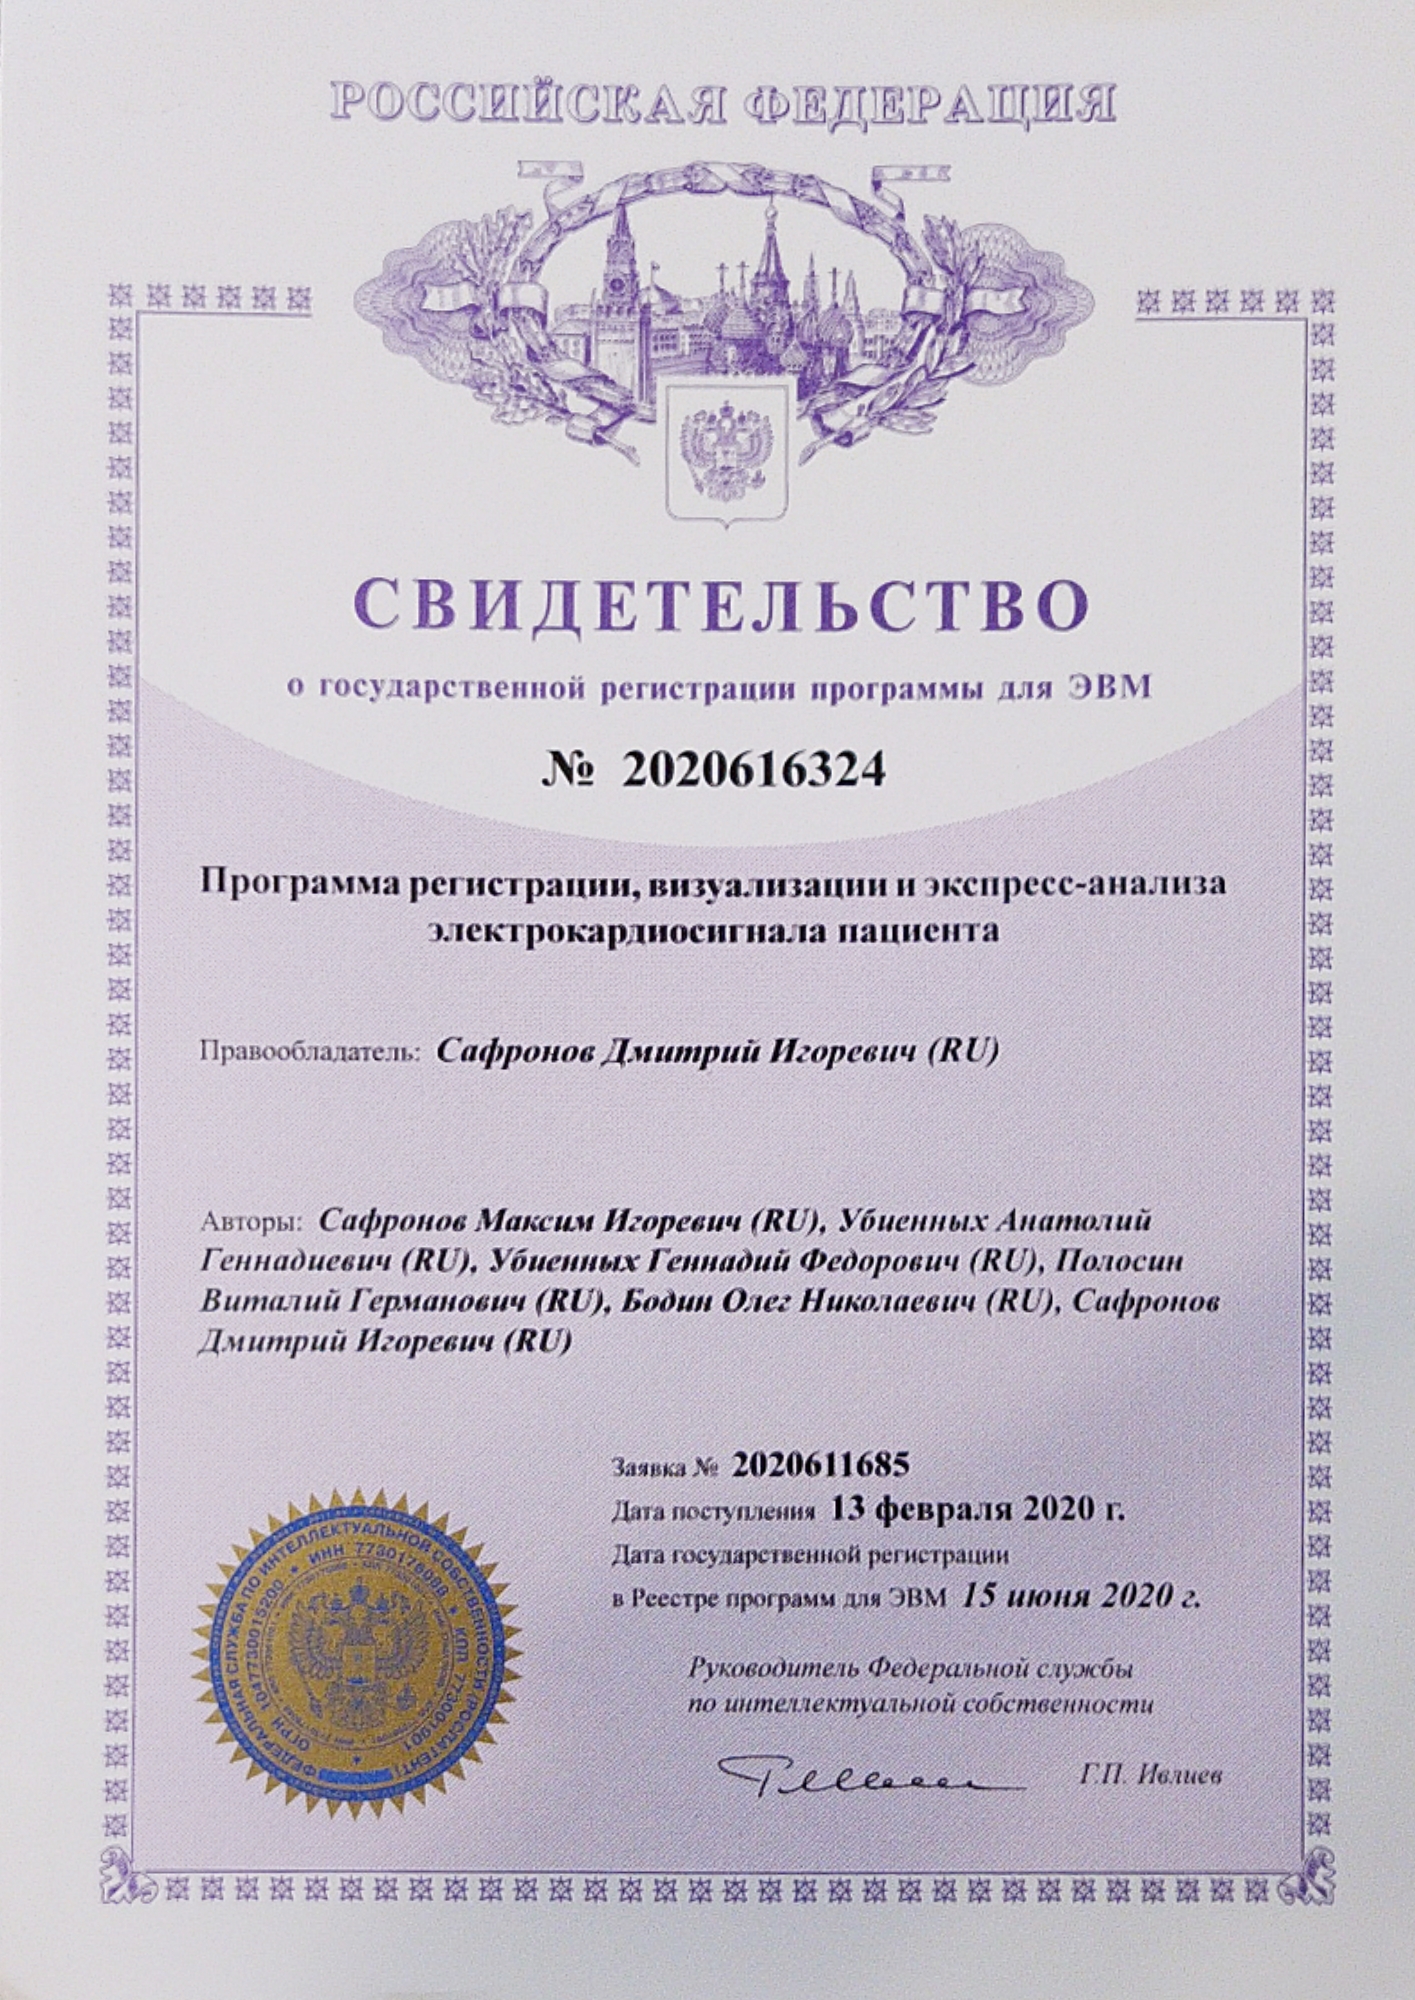 РОССИЙСКАЯ ФЕДЕРАЦИЯ
СВИДЕТЕЛЬСТВО
о государственной регистрации программы для ЭВМ
№ 2020616324
Программа регистрации, визуализации и экспресс-анализа
электрокардиосигнала пациента
Правообладатель: Сафронов Дмитрий Игоревич (RU)
Авторы: Сафронов Максим Игоревич (RU), Убиенных Анатолий
Геннадиевич (RU), Убиенных Геннадий Федорович (RU), Полосин
Виталий Германович (RU), Бодин Олег Николаевич (RU), Сафронов
Дмитрий Игоревич (RU)
Заявка № 2020611685
Дата поступления 13 февраля 2020 г.
Дата государственной регистрации
в Реестре программ для ЭВМ 15 июня 2020 г.
Руководитель Федеральной службы
по интеллектуальной собственности
Г.П. Ивлиев
ФЕДЕРАЛЬНАЯ СЛУЖБА ПО ИНТЕЛЛЕКТУАЛЬНОЙ СОБСТВЕННОСТИ (РОСПАТЕНТ)
ОГРН 1047730015200 * ИНН 7730176088 * КПП 773001001 *